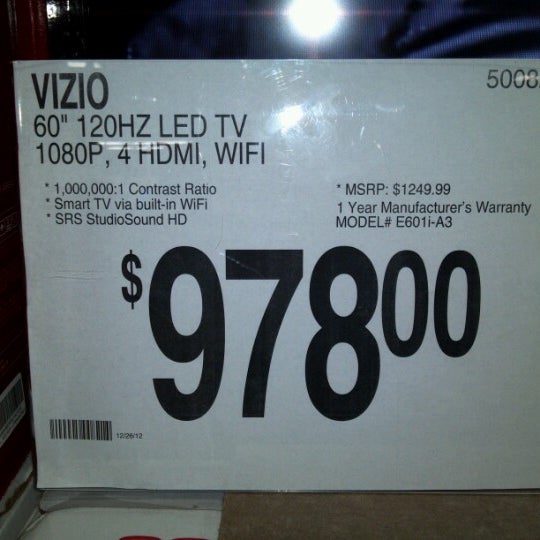 VIZIO
5008
60" 120HZ LED TV
1080P, 4 HDMI, WIFI
* 1,000,000:1 Contrast Ratio
* Smart TV via built-in WiFi
* SRS StudioSound HD
* MSRP: $1249.99
1 Year Manufacturer's Warranty
MODEL# E601i-A3
$97800
12/26/12